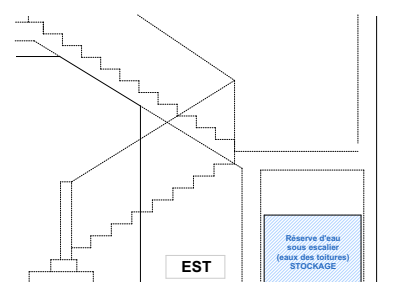 Réserve d'eau
sous escalier
(eaux des toitures)
STOCKAGE
EST